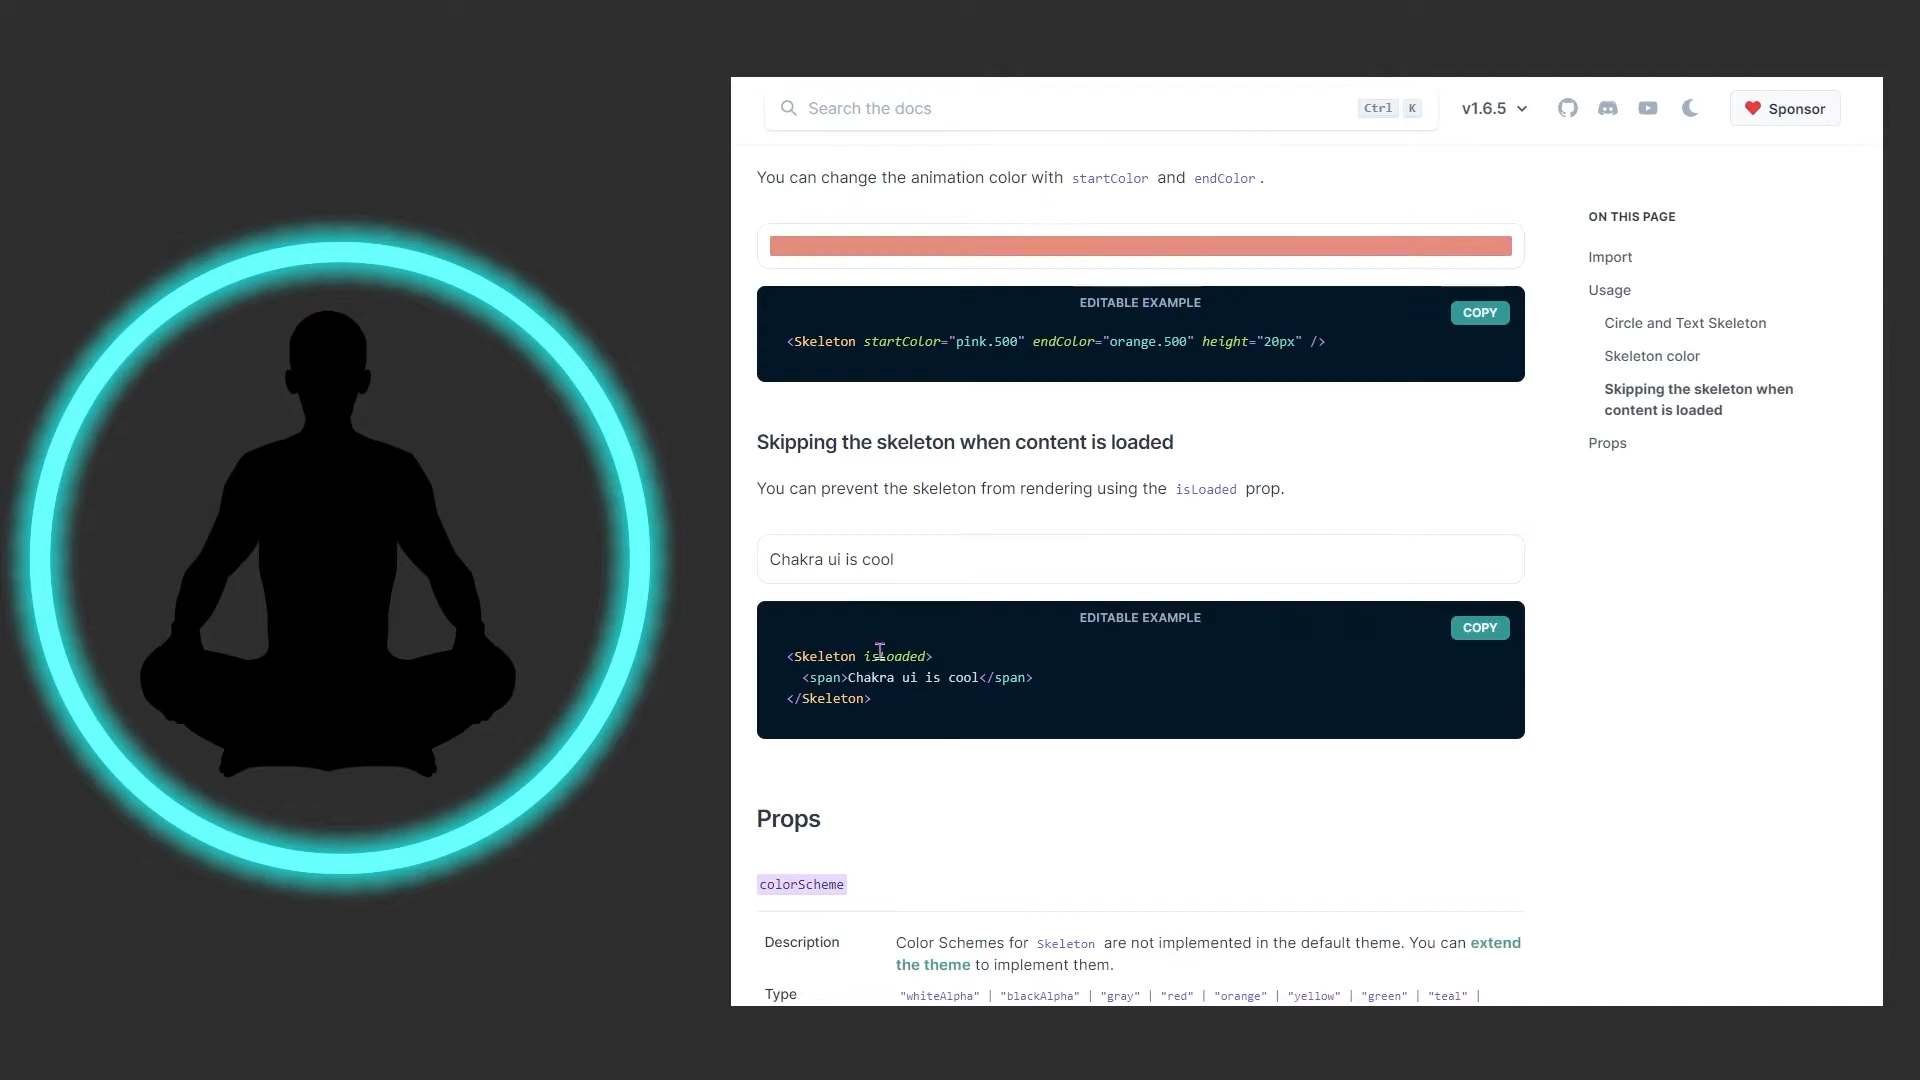 Search the docs
Ctrl K
v1.6.5
Sponsor
You can change the animation color with startColor and endColor.
EDITABLE EXAMPLE
COPY
<Skeleton startColor="pink.500" endColor="orange.500" height="20px" />
Skipping the skeleton when content is loaded
You can prevent the skeleton from rendering using the isLoaded prop.
Chakra ui is cool
EDITABLE EXAMPLE
COPY
<Skeleton isLoaded>
<span>Chakra ui is cool</span>
</Skeleton>
Props
colorScheme
Description
Color Schemes for Skeleton are not implemented in the default theme. You can extend
the theme to implement them.
Type
"whiteAlpha" | "blackAlpha" | "gray" | "red" | "orange" | "yellow" | "green" | "teal" |
ON THIS PAGE
Import
Usage
Circle and Text Skeleton
Skeleton color
Skipping the skeleton when
content is loaded
Props